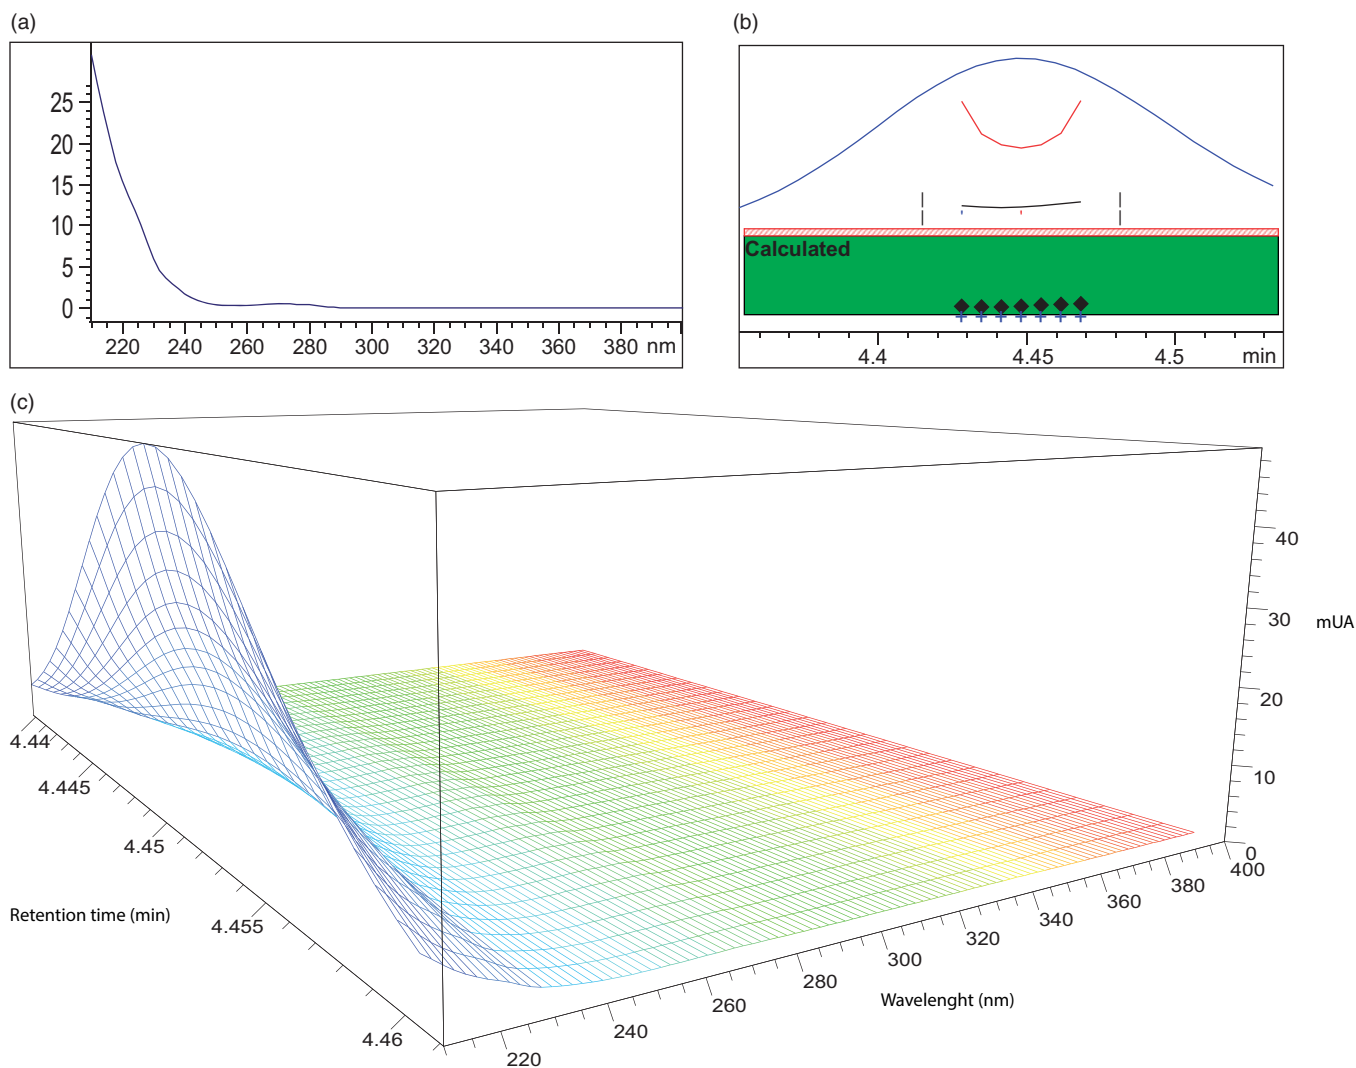 (a)
25
20
15
10
5
0
220 240 260 280 300 320 340 360 380 nm
(b)
Calculated
4.4 4.45 4.5 min
(c)
40
30
mUA
20
10
0
4.44
4.445
4.45
4.455
4.46
Retention time (min)
220 240 260 280 300 320 340 360 380 400
Wavelenght (nm)